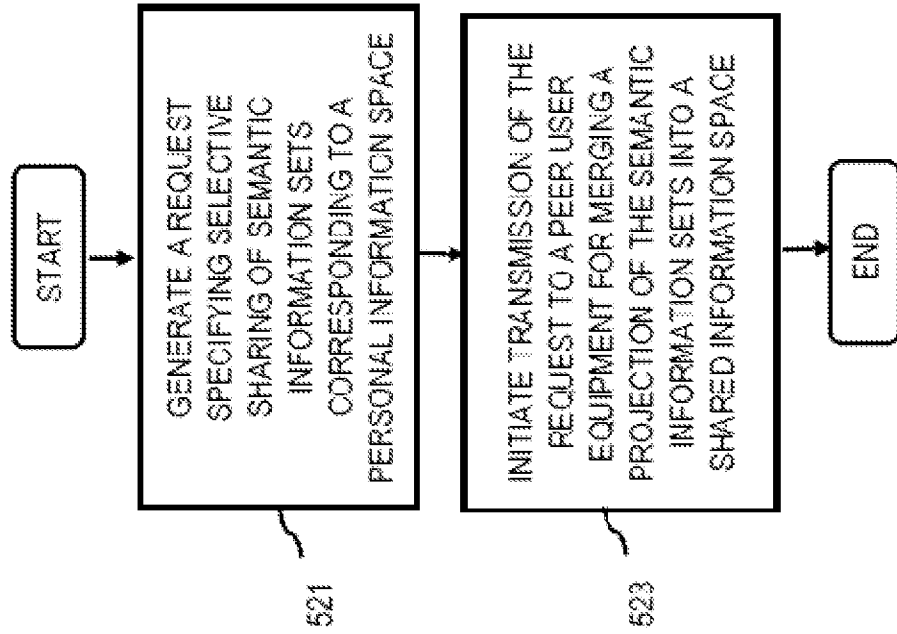 START
GENERATE A REQUEST
SPECIFYING SELECTIVE
SHARING OF SEMANTIC
INFORMATION SETS
CORRESPONDING TO A
PERSONAL INFORMATION SPACE
521
INITIATE TRANSMISSION OF THE
REQUEST TO A PEER USER
EQUIPMENT FOR MERGING A
PROJECTION OF THE SEMANTIC
INFORMATION SETS INTO A
SHARED INFORMATION SPACE
523
END